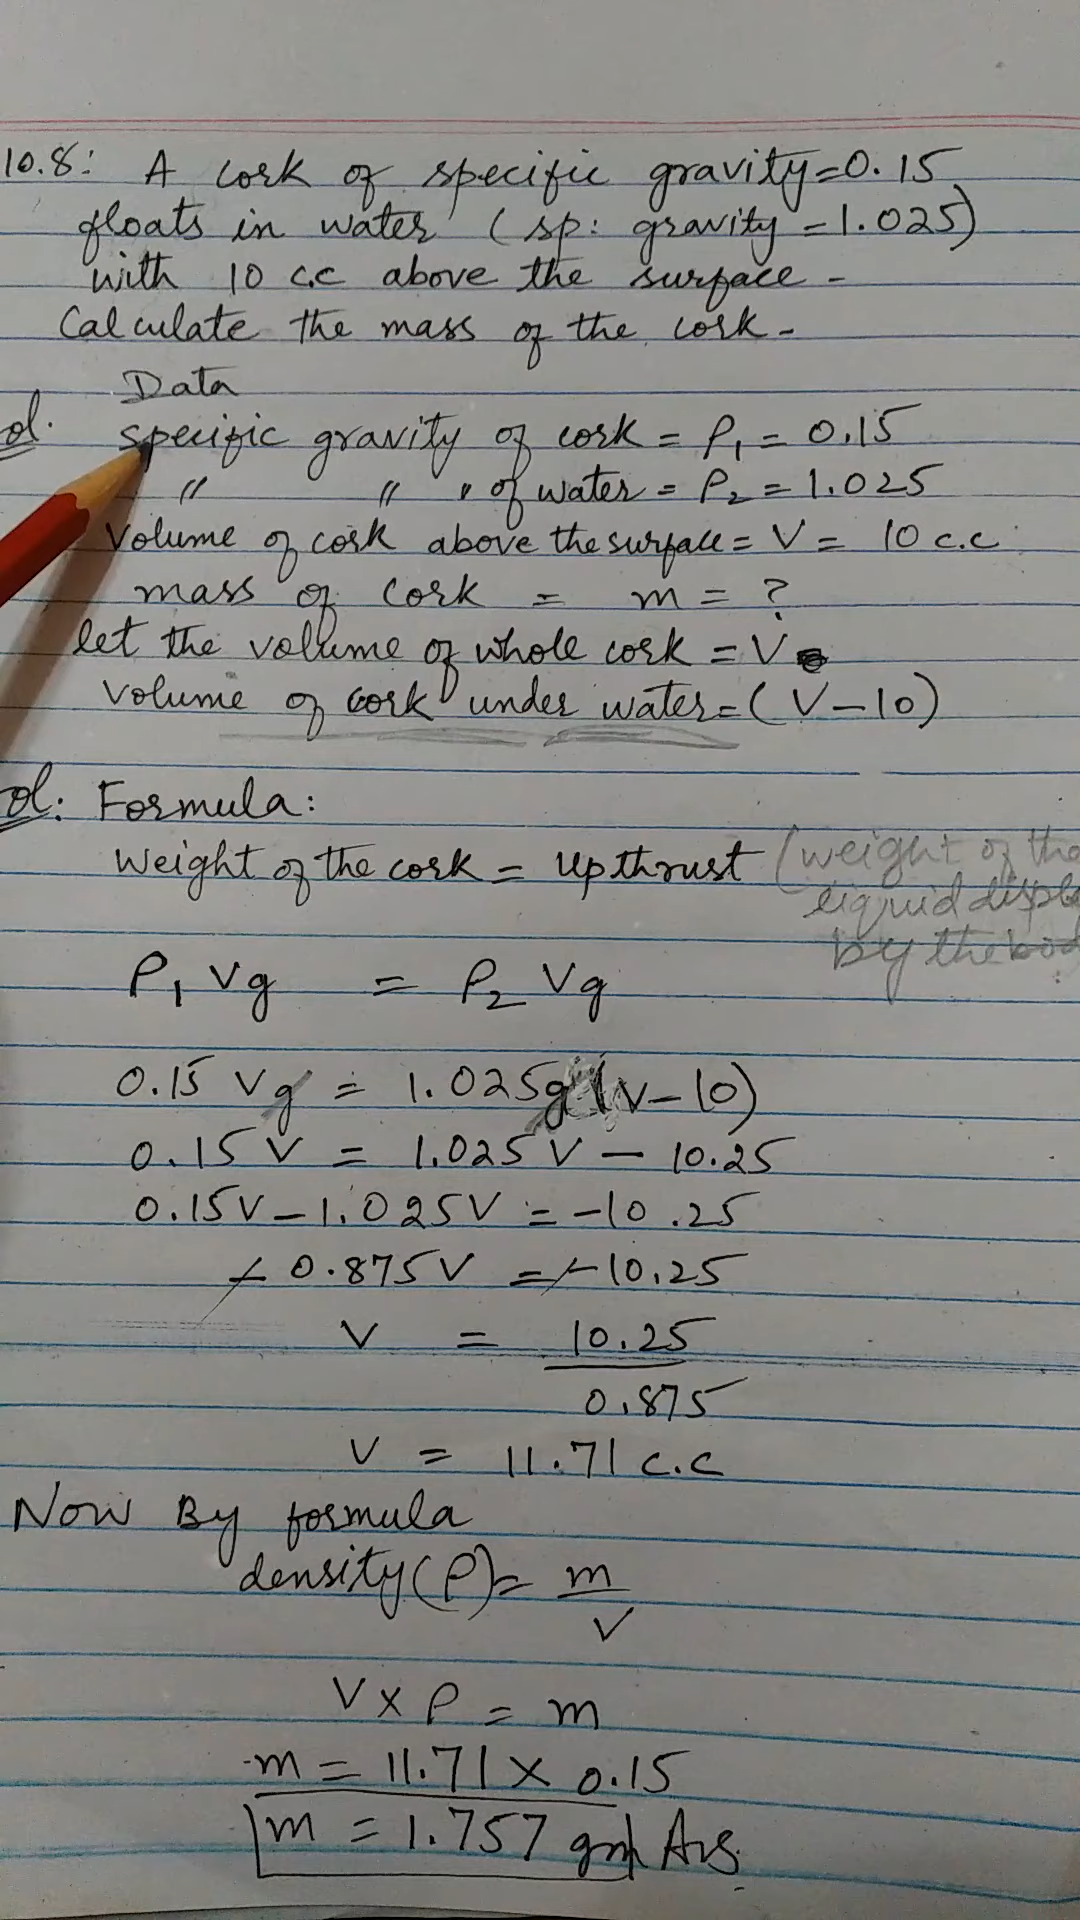 10.8: A cork of specific gravity=0.15
floats in water (sp: gravity=1.025)
with 10 c.c above the surface-
Calculate the mass of the cork-
Data
specific gravity of cork = ρ₁ = 0.15
〃 〃 〃 of water = ρ₂ = 1.025
Volume of cork above the surface = V = 10 c.c
mass of cork = m = ?
let the volume of whole cork = V
Volume of cork under water = (V-10)
Formula:
Weight of the cork = Upthrust (weight of the
liquid
by the
ρ₁ Vg = ρ₂ Vg
0.15 Vg = 1.025g (V-10)
0.15 V = 1.025 V - 10.25
0.15V - 1.025V = -10.25
- 0.875V = -10.25
V = 10.25
0.875
V = 11.71 c.c
Now By formula
density (ρ) = m
V
V x ρ = m
m = 11.71 x 0.15
m = 1.757 gm Ans.